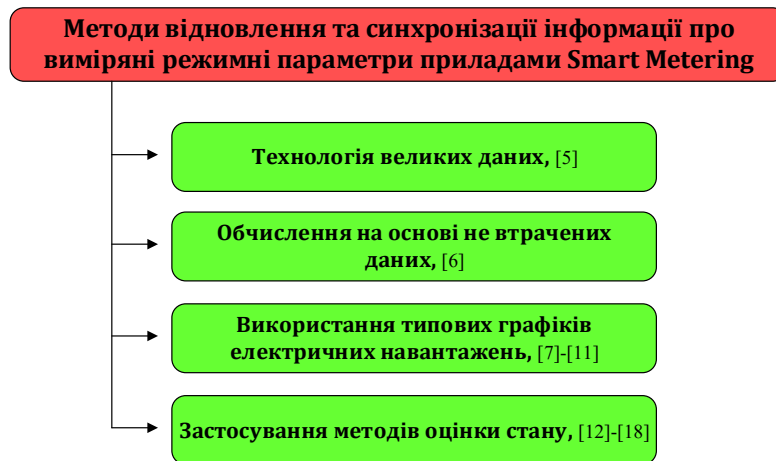 Методи відновлення та синхронізації інформації про
виміряні режимні параметри приладами Smart Metering
Технологія великих даних, [5]
Обчислення на основі не втрачених
даних, [6]
Використання типових графіків
електричних навантажень, [7]-[11]
Застосування методів оцінки стану, [12]-[18]